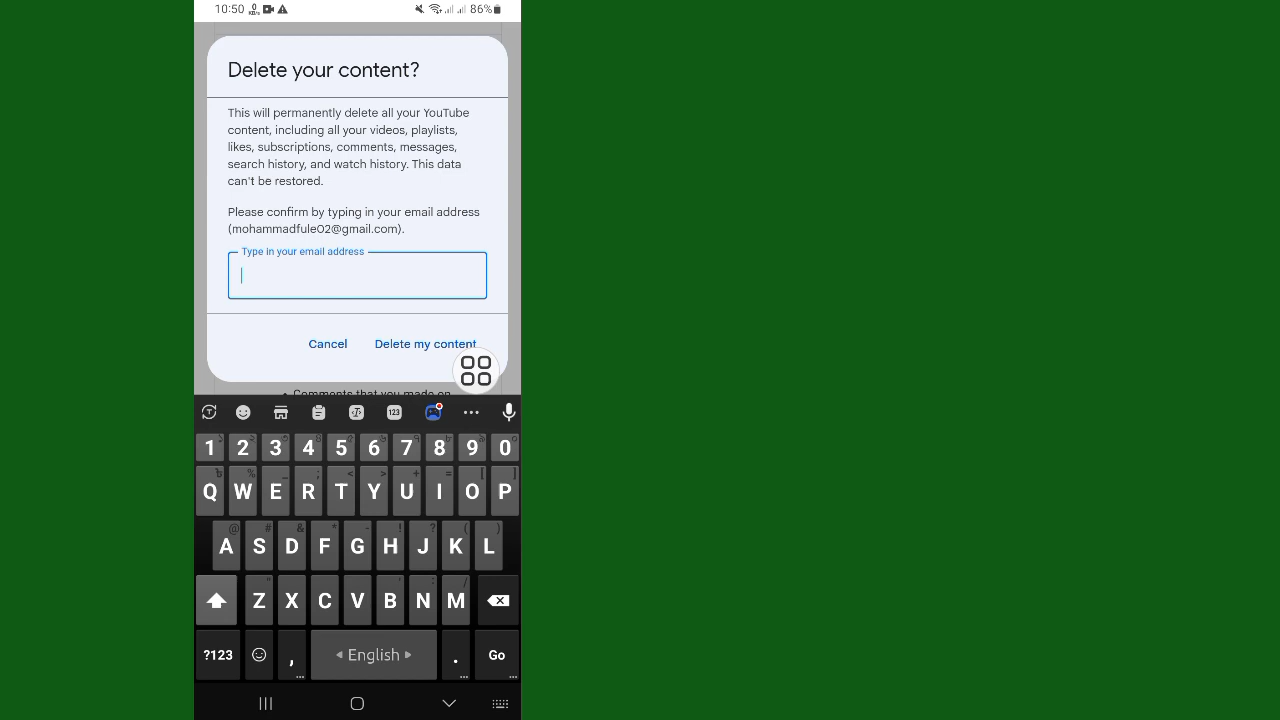 10:50 0 KB/s 86%
Delete your content?
This will permanently delete all your YouTube
content, including all your videos, playlists,
likes, subscriptions, comments, messages,
search history, and watch history. This data
can't be restored.
Please confirm by typing in your email address
(mohammadfule02@gmail.com).
Type in your email address
Cancel Delete my content
• Comments that you made on
T 123 •••
1 2 3 4 5 6 7 8 9 0
% _ ; < > + = [ ]
Q W E R T Y U I O P
@ # & * - ! ? ( )
A S D F G H J K L
" ' : /
Z X C V B N M
?123 , English . Go